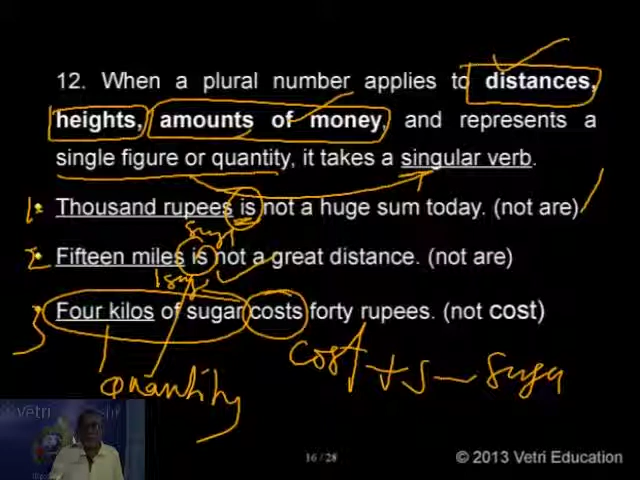 12. When a plural number applies to distances,
heights, amounts of money, and represents a
single figure or quantity, it takes a singular verb.
1 Thousand rupees is not a huge sum today. (not are)
2 Fifteen miles is not a great distance. (not are)
3 Four kilos of sugar costs forty rupees. (not cost)
quantity
cost + s
vetri
16 / 28
© 2013 Vetri Education